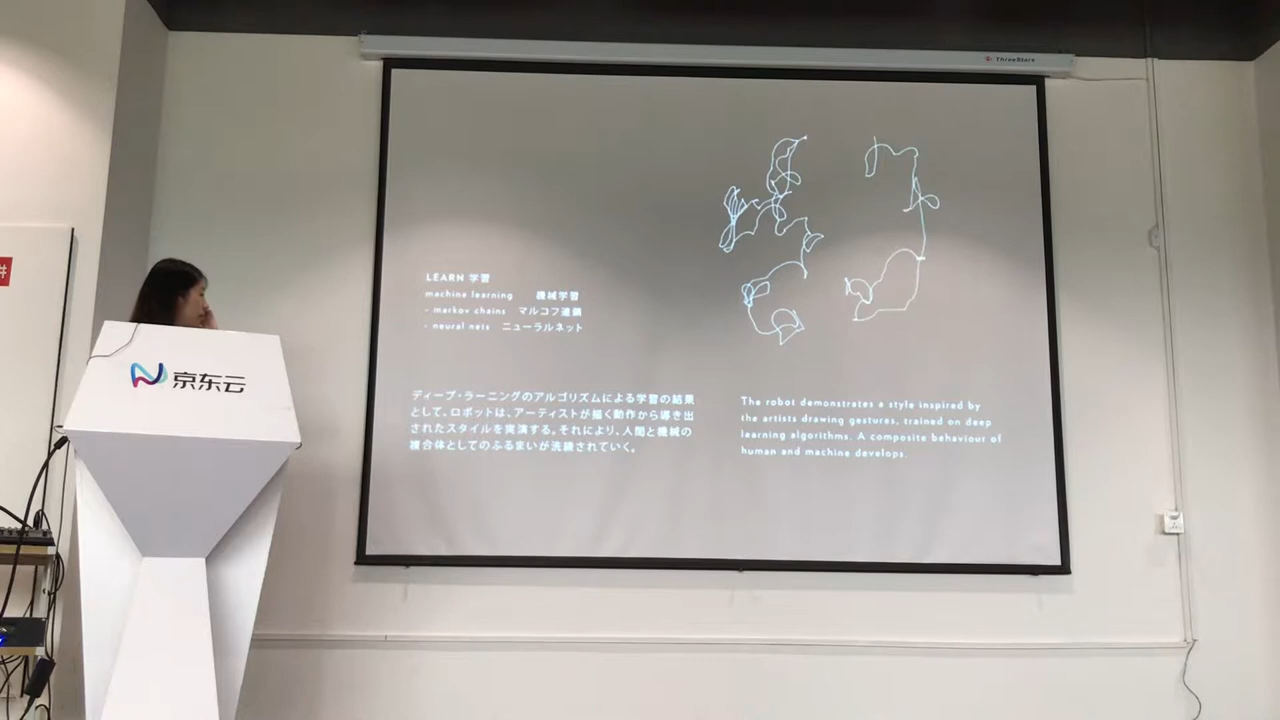 ThreeStars
LEARN 学習
machine learning 機械学習
- markov chains マルコフ連鎖
- neural nets ニューラルネット
ディープ・ラーニングのアルゴリズムによる学習の結果
として、ロボットは、アーティストが描く動作から導き出
されたスタイルを実演する。それにより、人間と機械の
複合体としてのふるまいが洗練されていく。
The robot demonstrates a style inspired by
the artists drawing gestures, trained on deep
learning algorithms. A composite behaviour of
human and machine develops.
京东云